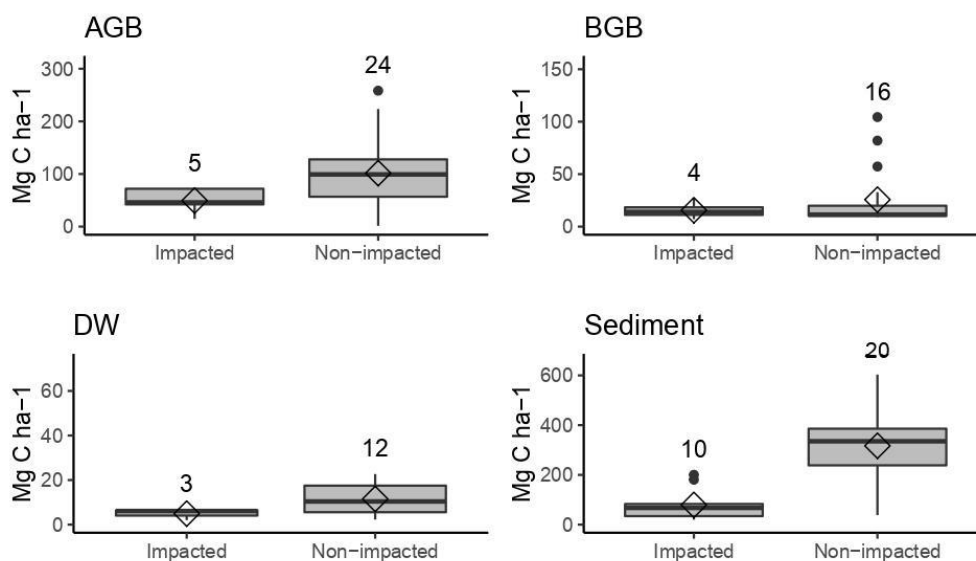 AGB
300
200
100
0
Mg C ha−1
5
24
Impacted
Non−impacted
BGB
150
100
50
0
Mg C ha−1
4
16
Impacted
Non−impacted
DW
60
40
20
0
Mg C ha−1
3
12
Impacted
Non−impacted
Sediment
600
400
200
0
Mg C ha−1
10
20
Impacted
Non−impacted